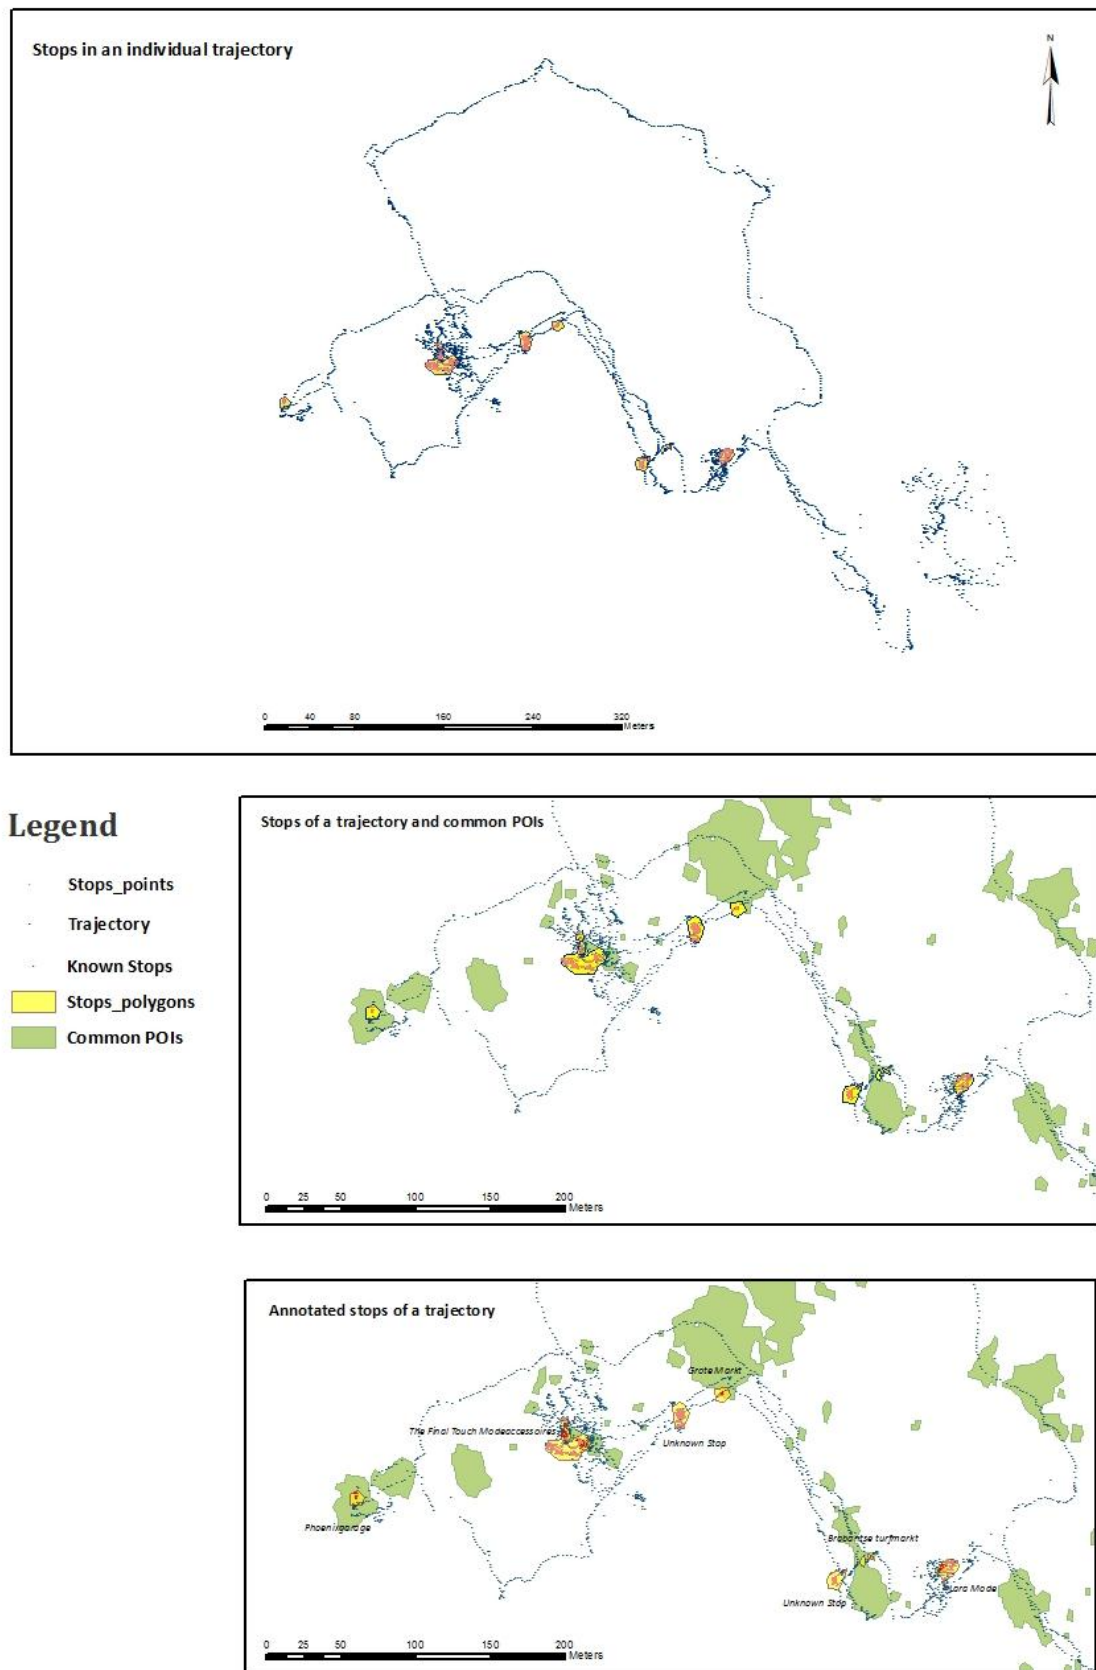 Stops in an individual trajectory
N
0 40 80 160 240 320
Meters
Legend
Stops_points
Trajectory
Known Stops
Stops_polygons
Common POIs
Stops of a trajectory and common POIs
0 25 50 100 150 200
Meters
Annotated stops of a trajectory
Grote Markt
The Final Touch Modeaccessoires
Unknown Stop
Phoenixgarage
Brabantse turfmarkt
Lara Mode
Unknown Stop
0 25 50 100 150 200
Meters